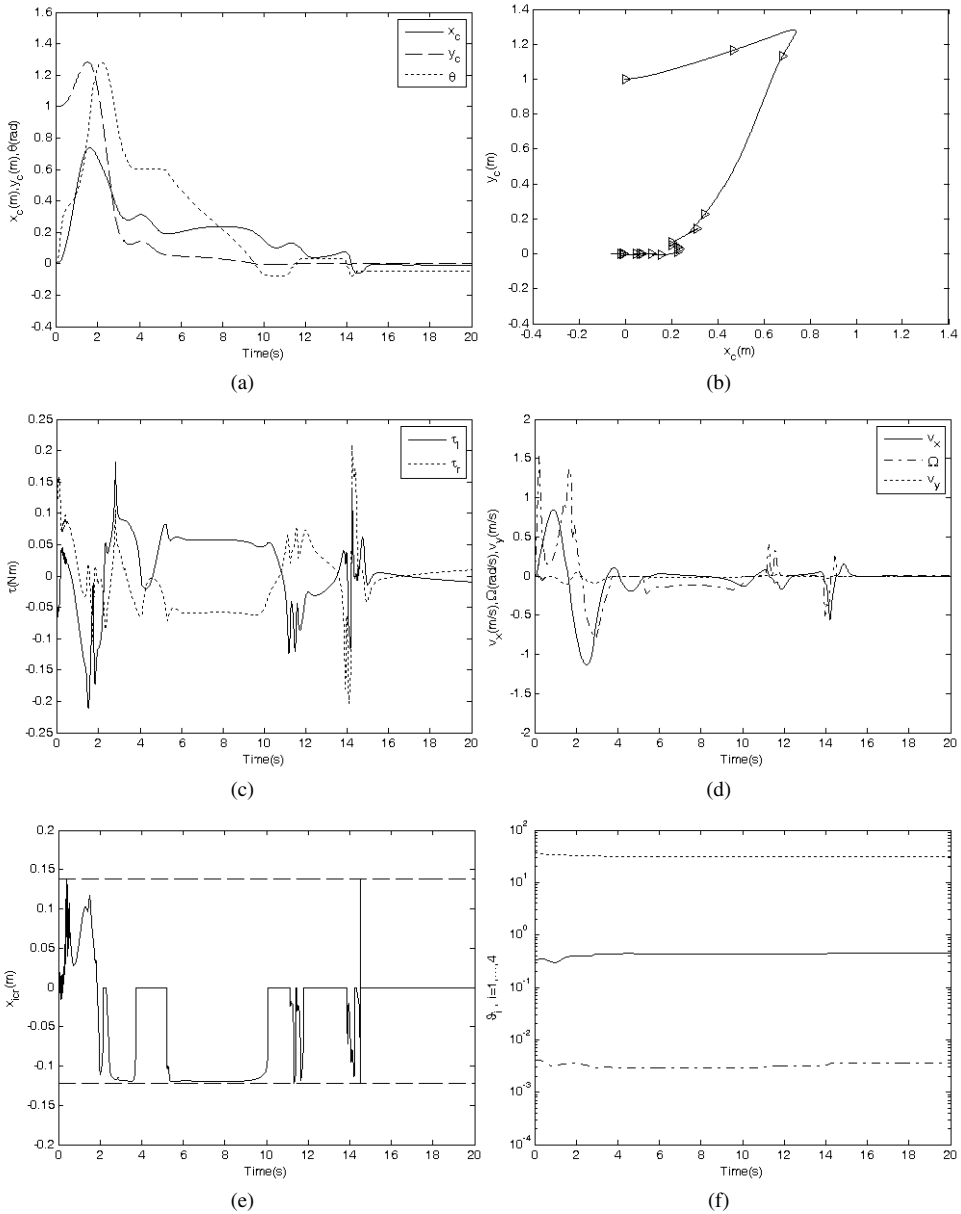 1.6
1.4
1.2
1
0.8
0.6
0.4
0.2
0
-0.2
-0.4
x_c(m), y_c(m), θ(rad)
x_c
y_c
θ
0 2 4 6 8 10 12 14 16 18 20
Time(s)
(a)
1.4
1.2
1
0.8
0.6
0.4
0.2
0
-0.2
-0.4
y_c(m)
-0.4 -0.2 0 0.2 0.4 0.6 0.8 1 1.2 1.4
x_c(m)
(b)
0.25
0.2
0.15
0.1
0.05
0
-0.05
-0.1
-0.15
-0.2
-0.25
τ(Nm)
τ_l
τ_r
0 2 4 6 8 10 12 14 16 18 20
Time(s)
(c)
2
1.5
1
0.5
0
-0.5
-1
-1.5
-2
v_x(m/s), Ω(rad/s), v_y(m/s)
v_x
Ω
v_y
0 2 4 6 8 10 12 14 16 18 20
Time(s)
(d)
0.2
0.15
0.1
0.05
0
-0.05
-0.1
-0.15
-0.2
x_icr(m)
0 2 4 6 8 10 12 14 16 18 20
Time(s)
(e)
10^2
10^1
10^0
10^-1
10^-2
10^-3
10^-4
ϑ_i , i=1,...,4
0 2 4 6 8 10 12 14 16 18 20
Time(s)
(f)